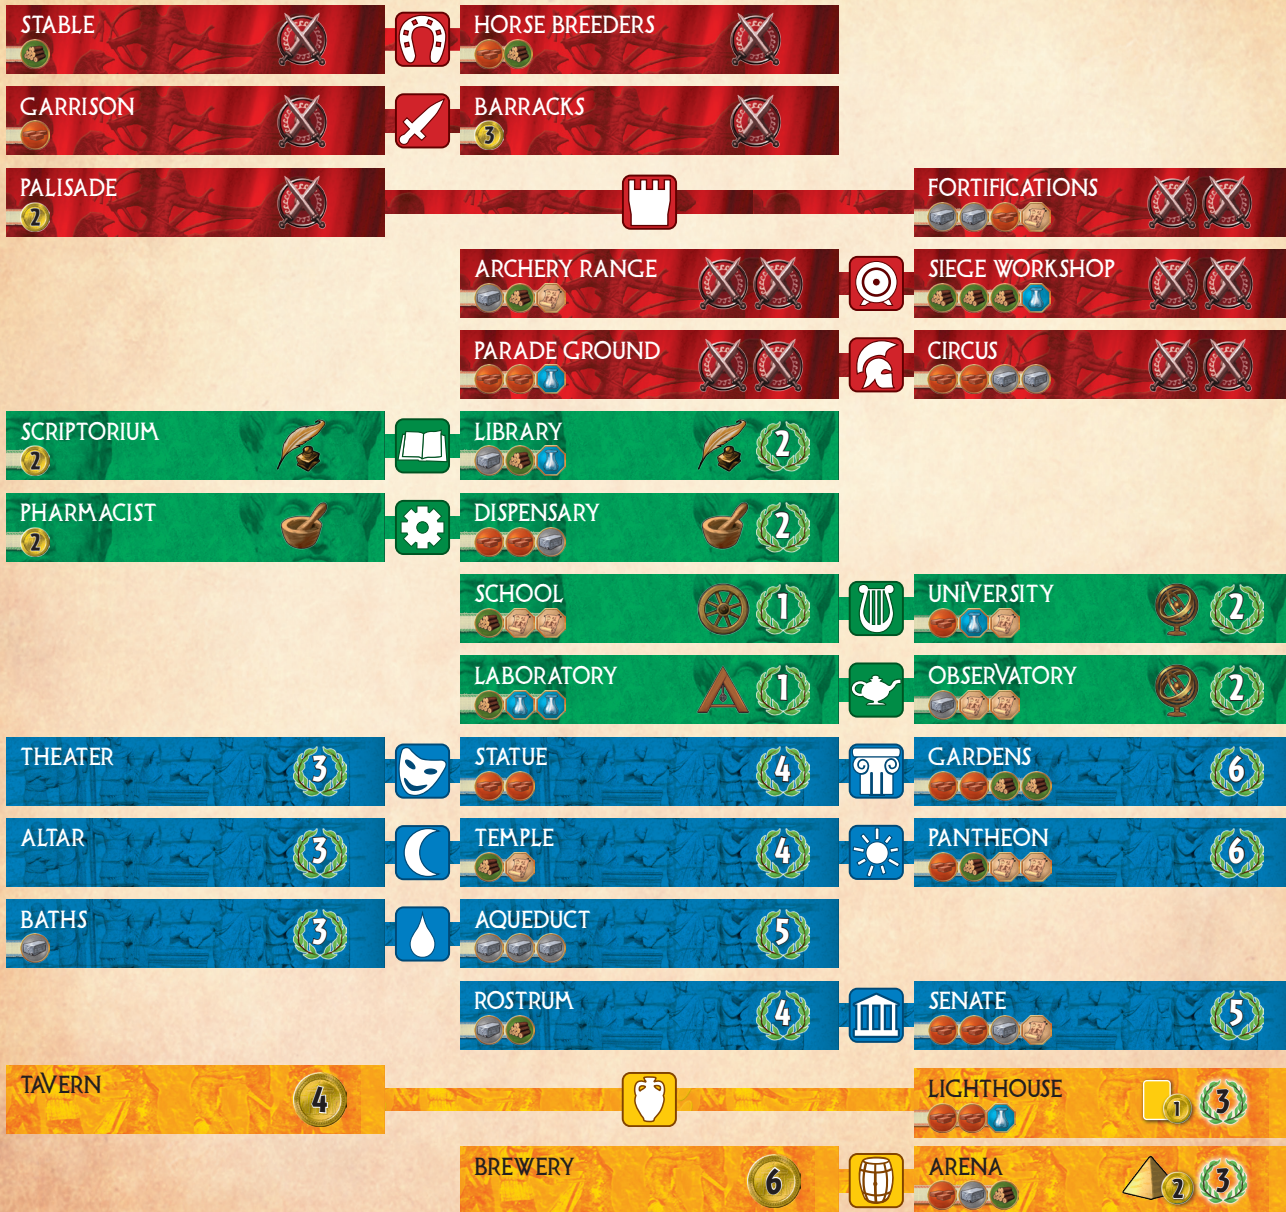 STABLE HORSE BREEDERS
GARRISON BARRACKS
3
PALISADE FORTIFICATIONS
2
ARCHERY RANGE SIEGE WORKSHOP
PARADE GROUND CIRCUS
SCRIPTORIUM LIBRARY 2
2
PHARMACIST DISPENSARY 2
2
SCHOOL 1 UNIVERSITY 2
LABORATORY 1 OBSERVATORY 2
THEATER 3 STATUE 4 GARDENS 6
ALTAR 3 TEMPLE 4 PANTHEON 6
BATHS 3 AQUEDUCT 5
ROSTRUM 4 SENATE 5
TAVERN 4 LIGHTHOUSE 1 3
BREWERY 6 ARENA 2 3